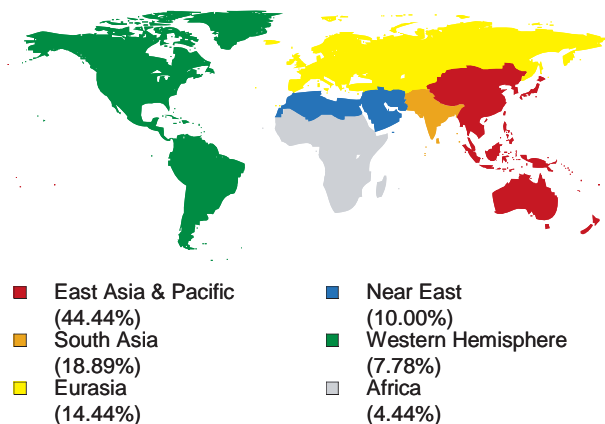 East Asia & Pacific
(44.44%)
South Asia
(18.89%)
Eurasia
(14.44%)
Near East
(10.00%)
Western Hemisphere
(7.78%)
Africa
(4.44%)